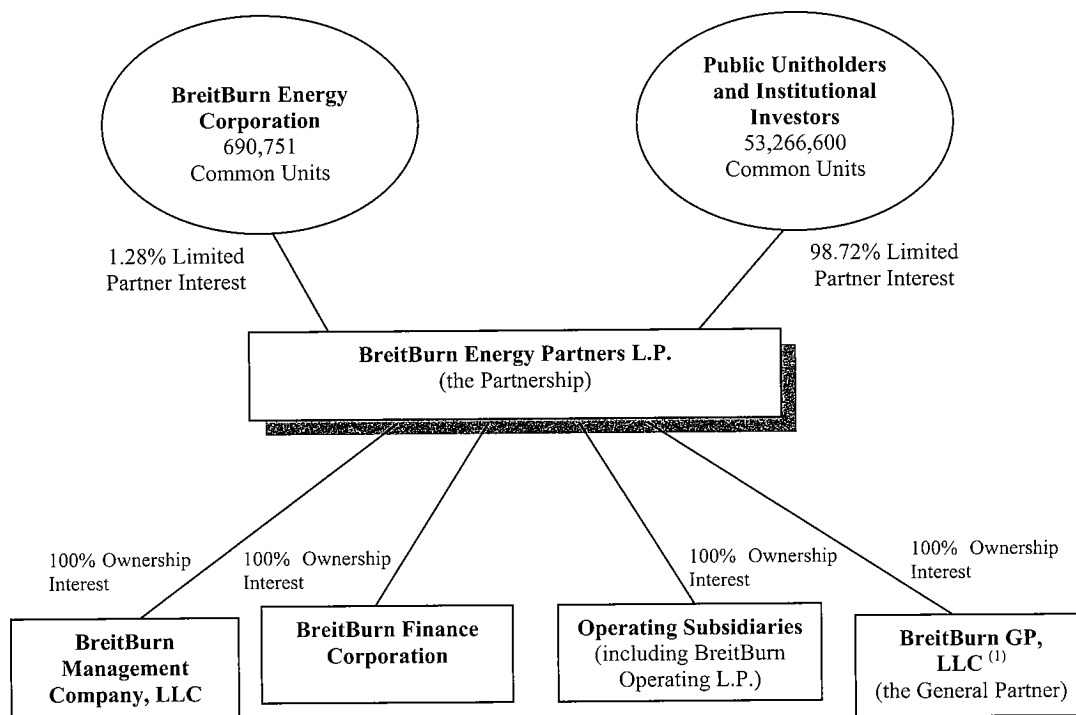 BreitBurn Energy
Corporation
690,751
Common Units
Public Unitholders
and Institutional
Investors
53,266,600
Common Units
1.28% Limited
Partner Interest
98.72% Limited
Partner Interest
BreitBurn Energy Partners L.P.
(the Partnership)
100% Ownership
Interest
100% Ownership
Interest
100% Ownership
Interest
100% Ownership
Interest
BreitBurn
Management
Company, LLC
BreitBurn Finance
Corporation
Operating Subsidiaries
(including BreitBurn
Operating L.P.)
BreitBurn GP,
LLC (1)
(the General Partner)